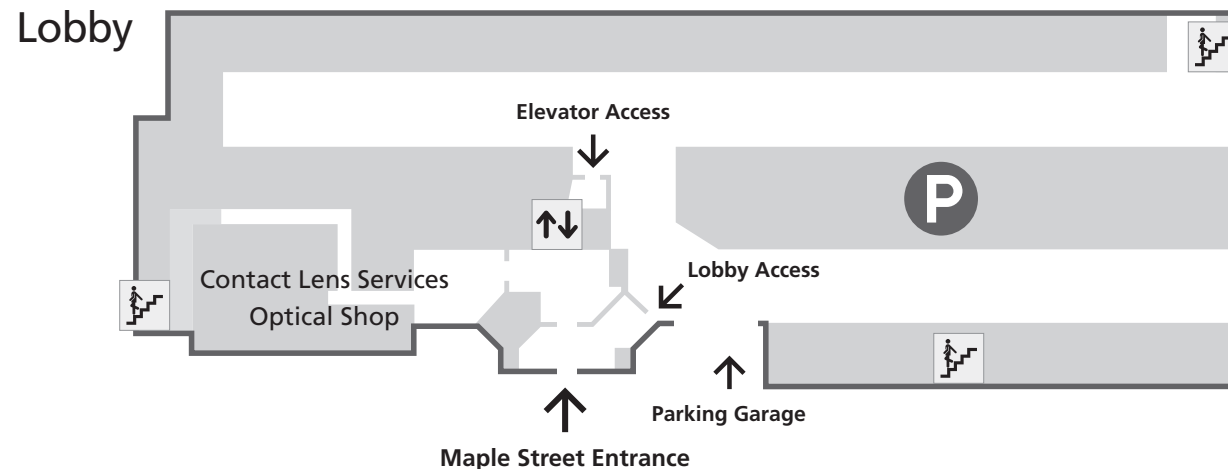 Lobby
Elevator Access
P
Lobby Access
Contact Lens Services
Optical Shop
Parking Garage
Maple Street Entrance